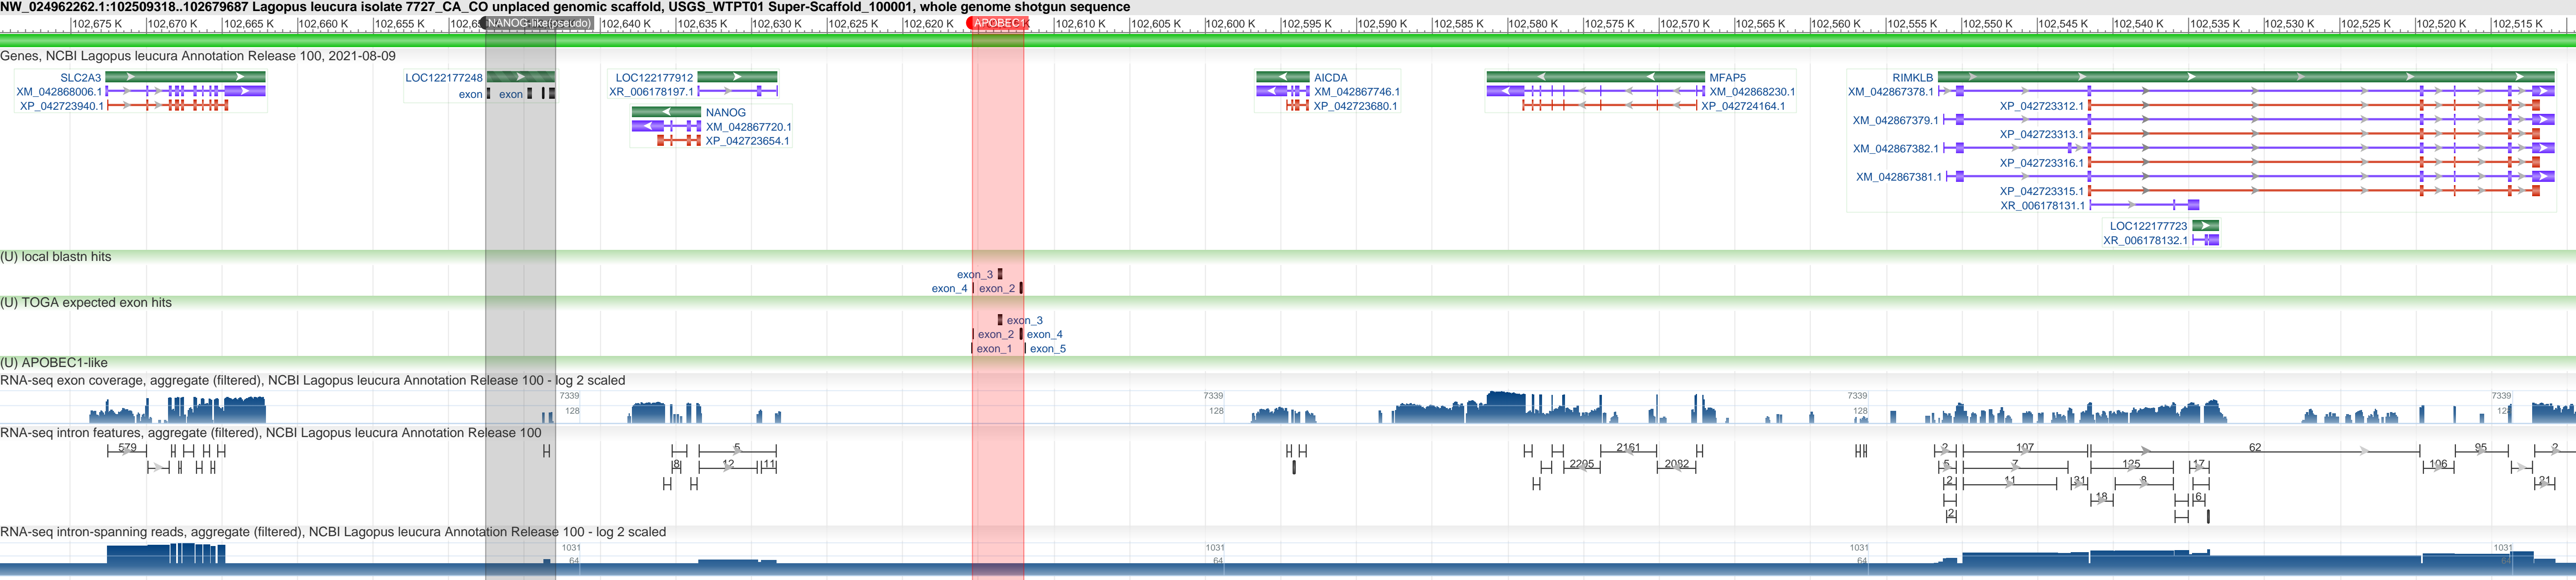 NW_024962262.1:102509318..102679687 Lagopus leucura isolate 7727_CA_CO unplaced genomic scaffold, USGS_WTPT01 Super-Scaffold_100001, whole genome shotgun sequence
102,675 K 102,670 K 102,665 K 102,660 K 102,655 K NANOG-like(pseudo) 102,640 K 102,635 K 102,630 K 102,625 K 102,620 K APOBEC1 102,610 K 102,605 K 102,600 K 102,595 K 102,590 K 102,585 K 102,580 K 102,575 K 102,570 K 102,565 K 102,560 K 102,555 K 102,550 K 102,545 K 102,540 K 102,535 K 102,530 K 102,525 K 102,520 K 102,515 K
Genes, NCBI Lagopus leucura Annotation Release 100, 2021-08-09
SLC2A3 LOC122177248 LOC122177912 AICDA MFAP5 RIMKLB
XM_042868006.1 exon exon XR_006178197.1 XM_042867746.1 XM_042868230.1 XM_042867378.1
XP_042723940.1 XP_042723680.1 XP_042724164.1 XP_042723312.1
NANOG
XM_042867379.1
XM_042867720.1
XP_042723313.1
XP_042723654.1
XM_042867382.1
XP_042723316.1
XM_042867381.1
XP_042723315.1
XR_006178131.1
LOC122177723
XR_006178132.1
(U) local blastn hits
exon_3
exon_4 exon_2
(U) TOGA expected exon hits
exon_3
exon_2 exon_4
exon_1 exon_5
(U) APOBEC1-like
RNA-seq exon coverage, aggregate (filtered), NCBI Lagopus leucura Annotation Release 100 - log 2 scaled
7339 7339 7339 7339
128 128 128 128
RNA-seq intron features, aggregate (filtered), NCBI Lagopus leucura Annotation Release 100
579 5 2161 2 107 62 95 2
8 12 11 2205 2082 5 7 125 17 106
2 11 31 8 21
18 6
2
RNA-seq intron-spanning reads, aggregate (filtered), NCBI Lagopus leucura Annotation Release 100 - log 2 scaled
1031 1031 1031 1031
64 64 64 64